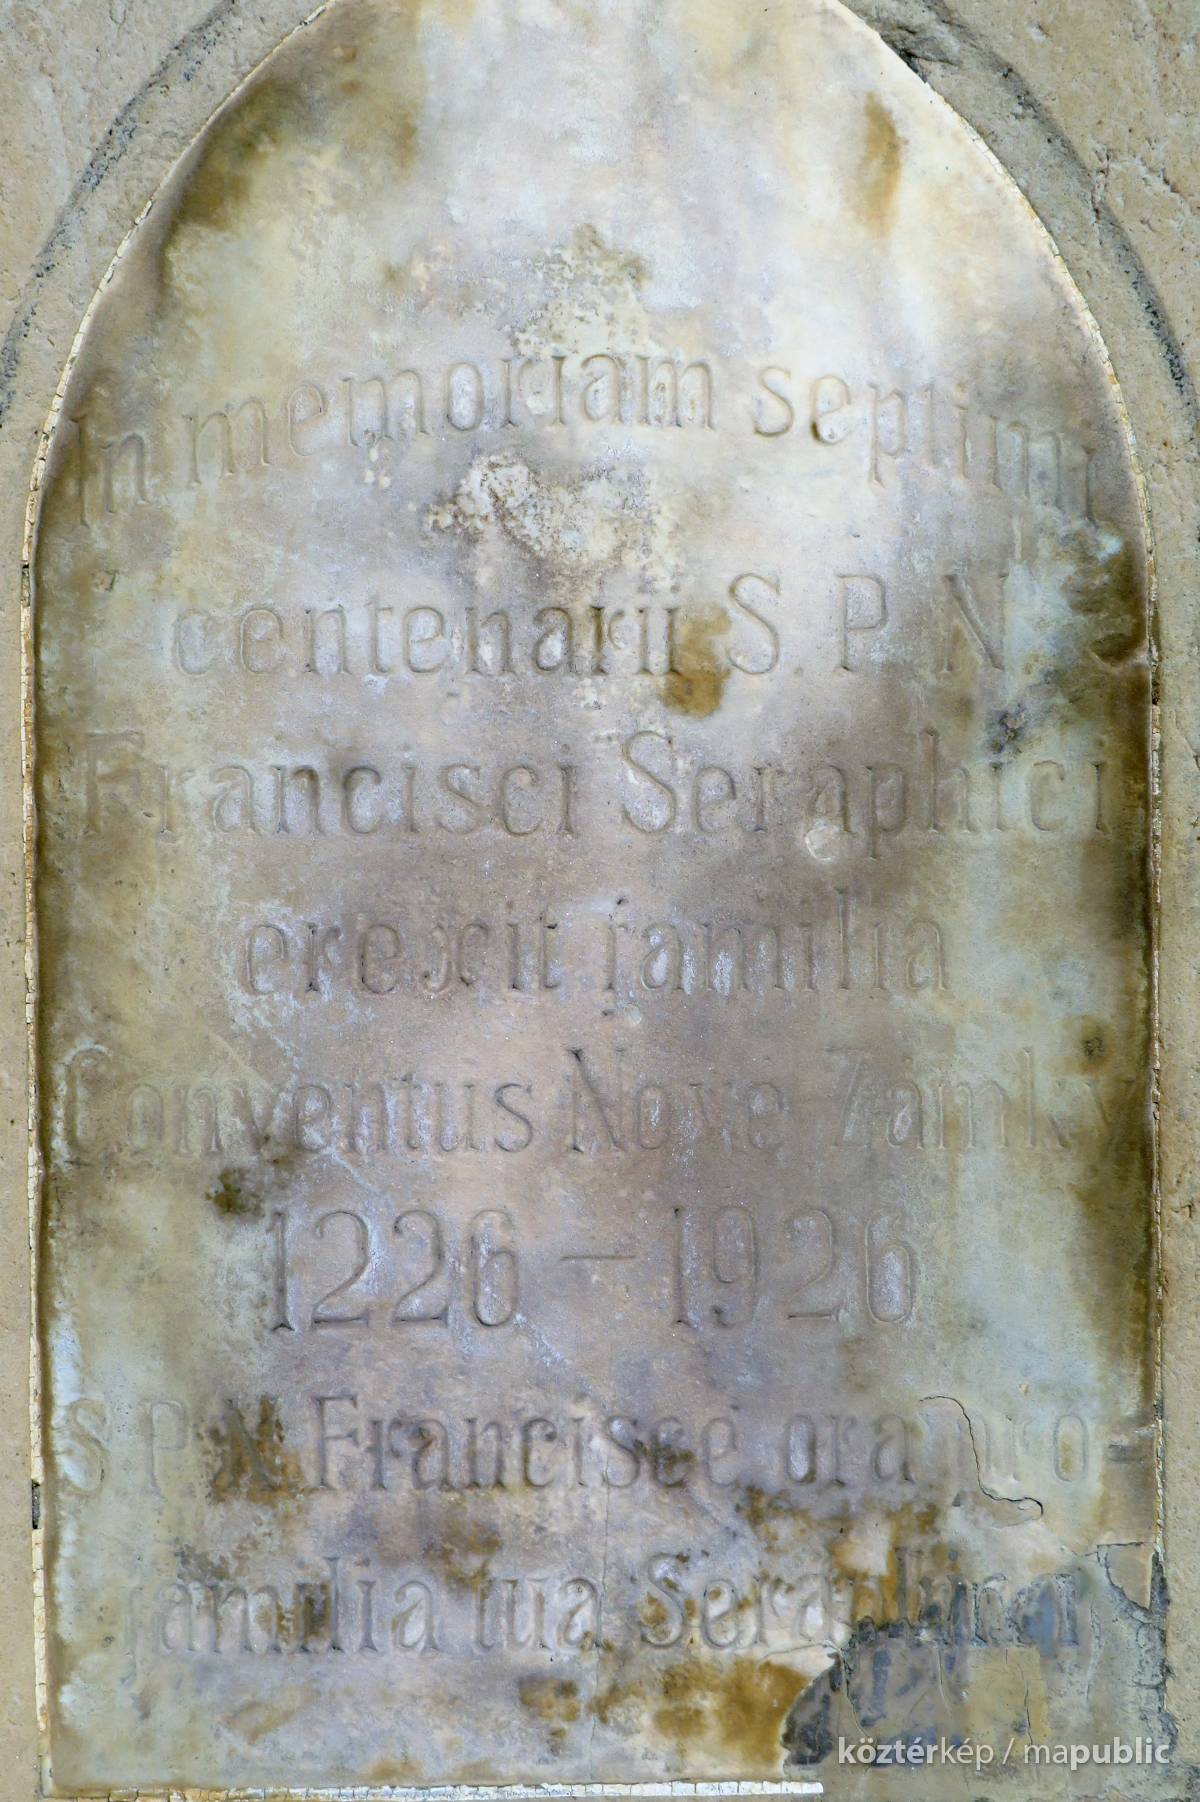 In memoriam septimi
centenarii S. P. N
Francisci Seraphici
erexit familia
Conventus Nove Zamky
1226 – 1926
S. P. N. Francisce ora pro-
familia tua
köztérkép / mapublic